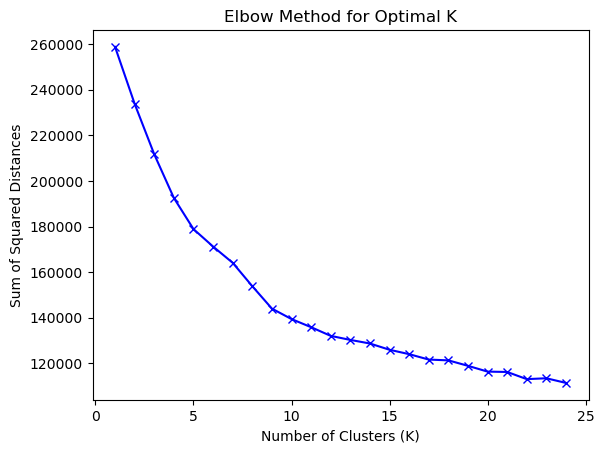 Elbow Method for Optimal K
Sum of Squared Distances
260000
240000
220000
200000
180000
160000
140000
120000
0 5 10 15 20 25
Number of Clusters (K)